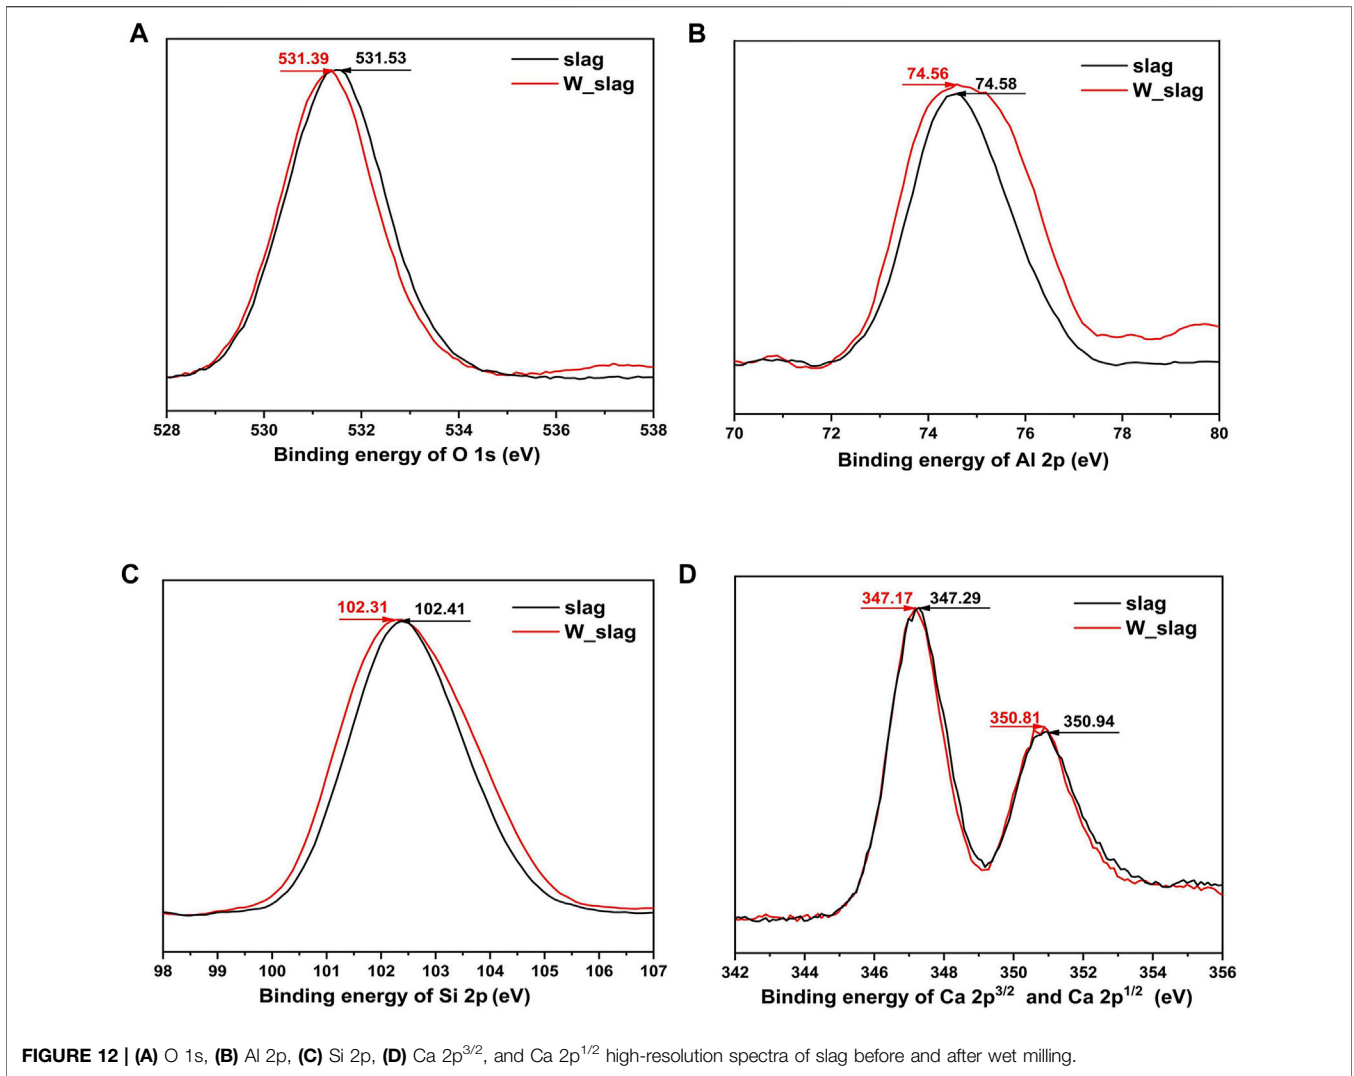 A
531.39
531.53
slag
W_slag
528
530
532
534
536
538
Binding energy of O 1s (eV)
B
74.56
74.58
slag
W_slag
70
72
74
76
78
80
Binding energy of Al 2p (eV)
C
102.31
102.41
slag
W_slag
98
99
100
101
102
103
104
105
106
107
Binding energy of Si 2p (eV)
D
347.17
347.29
350.81
350.94
slag
W_slag
342
344
346
348
350
352
354
356
Binding energy of Ca 2p3/2 and Ca 2p1/2 (eV)
FIGURE 12 | (A) O 1s, (B) Al 2p, (C) Si 2p, (D) Ca 2p3/2, and Ca 2p1/2 high-resolution spectra of slag before and after wet milling.